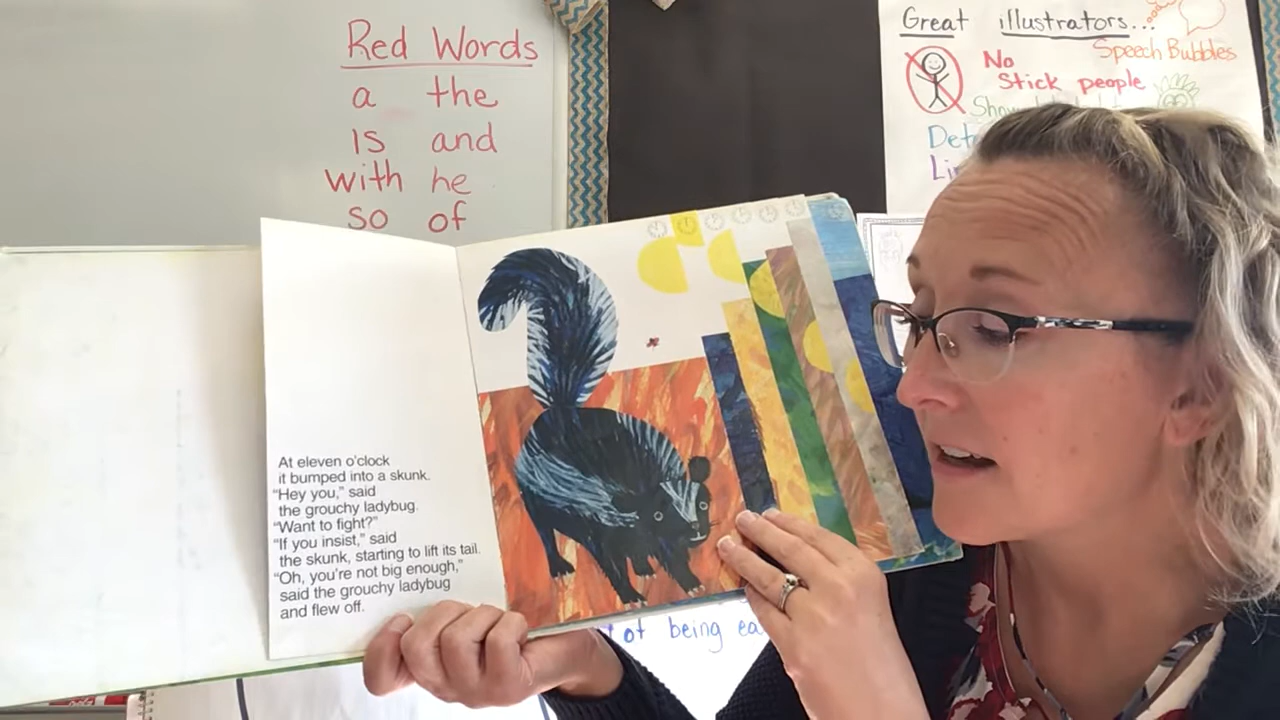 Red Words
a the
is and
with he
so of
Great illustrators...
Speech Bubbles
No
Stick people
At eleven o'clock
it bumped into a skunk.
"Hey you," said
the grouchy ladybug.
"Want to fight?"
"If you insist," said
the skunk, starting to lift its tail.
"Oh, you're not big enough,"
said the grouchy ladybug
and flew off.
being